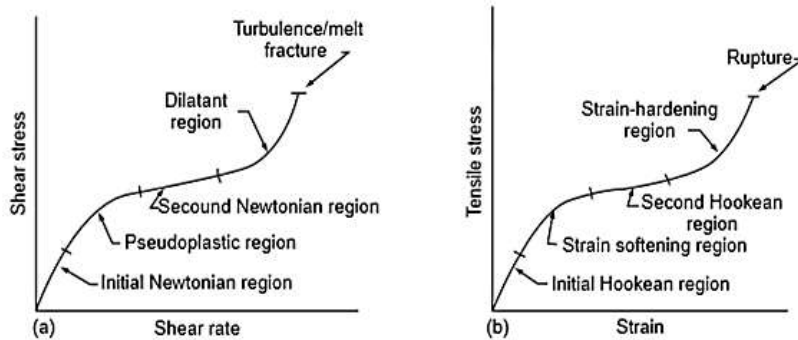 Turbulence/melt
fracture
Dilatant
region
Secound Newtonian region
Pseudoplastic region
Initial Newtonian region
Shear stress
(a)
Shear rate
Rupture
Strain-hardening
region
Second Hookean
region
Strain softening region
Initial Hookean region
Tensile stress
(b)
Strain